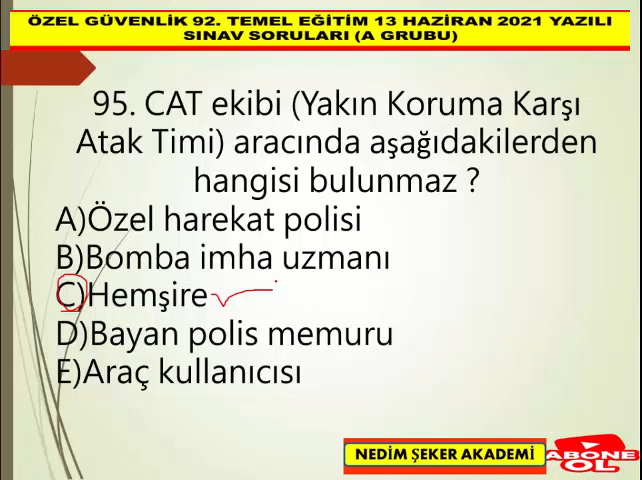 ÖZEL GÜVENLİK 92. TEMEL EĞİTİM 13 HAZİRAN 2021 YAZILI
SINAV SORULARI (A GRUBU)
95. CAT ekibi (Yakın Koruma Karşı
Atak Timi) aracında aşağıdakilerden
hangisi bulunmaz ?
A)Özel harekat polisi
B)Bomba imha uzmanı
C)Hemşire
D)Bayan polis memuru
E)Araç kullanıcısı
NEDİM ŞEKER AKADEMİ
ABONE
OL